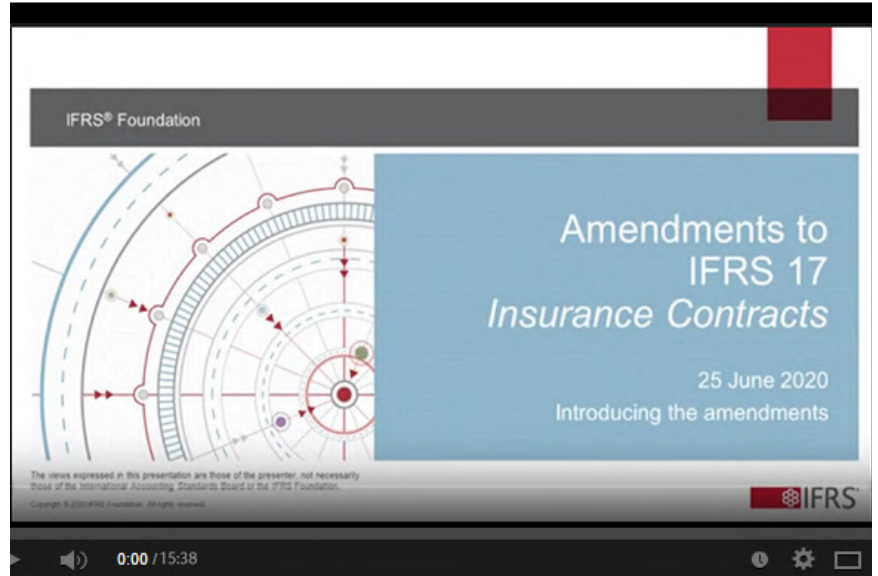 IFRS® Foundation
Amendments to
IFRS 17
Insurance Contracts
25 June 2020
Introducing the amendments
The views expressed in this presentation are those of the presenter, not necessarily
those of the International Accounting Standards Board or the IFRS Foundation.
Copyright © 2020 IFRS Foundation. All rights reserved.
IFRS
0:00 / 15:38